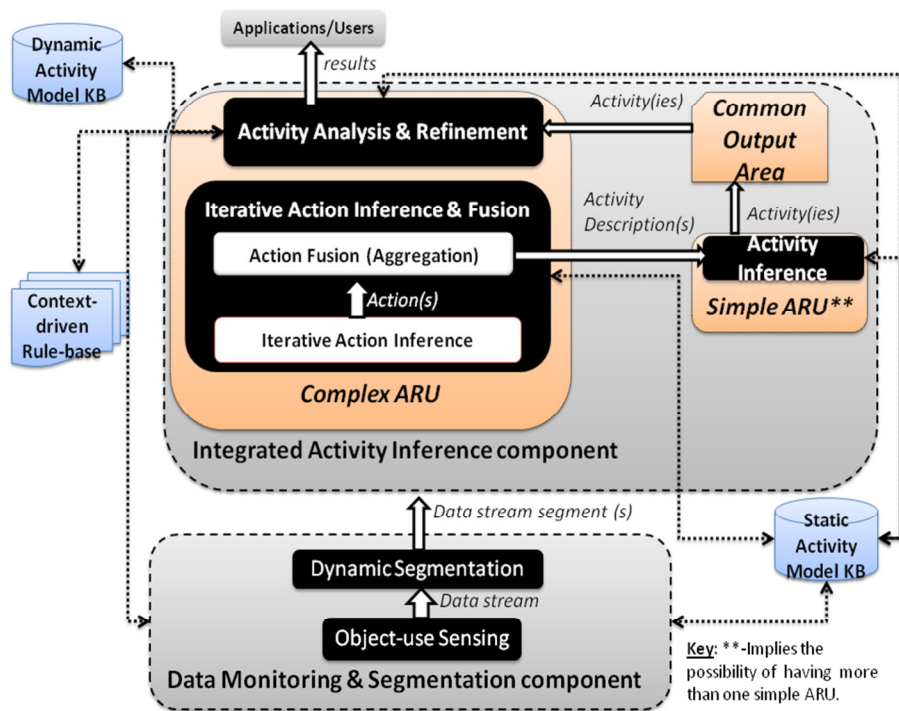 Applications/Users
results
Dynamic
Activity
Model KB
Activity Analysis & Refinement
Activity(ies)
Common
Output
Area
Iterative Action Inference & Fusion
Action Fusion (Aggregation)
Action(s)
Iterative Action Inference
Complex ARU
Activity
Description(s)
Activity(ies)
Activity
Inference
Simple ARU**
Context-
driven
Rule-base
Integrated Activity Inference component
Data stream segment (s)
Dynamic Segmentation
Data stream
Object-use Sensing
Data Monitoring & Segmentation component
Static
Activity
Model KB
Key: **-Implies the
possibility of having more
than one simple ARU.